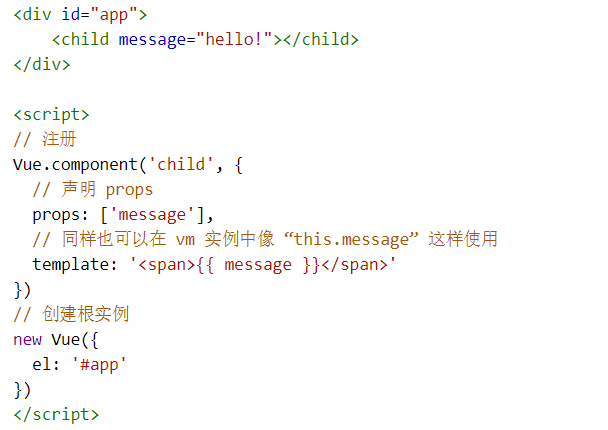 <div id="app">
    <child message="hello!"></child>
</div>

<script>
// 注册
Vue.component('child', {
  // 声明 props
  props: ['message'],
  // 同样也可以在 vm 实例中像 “this.message” 这样使用
  template: '<span>{{ message }}</span>'
})
// 创建根实例
new Vue({
  el: '#app'
})
</script>